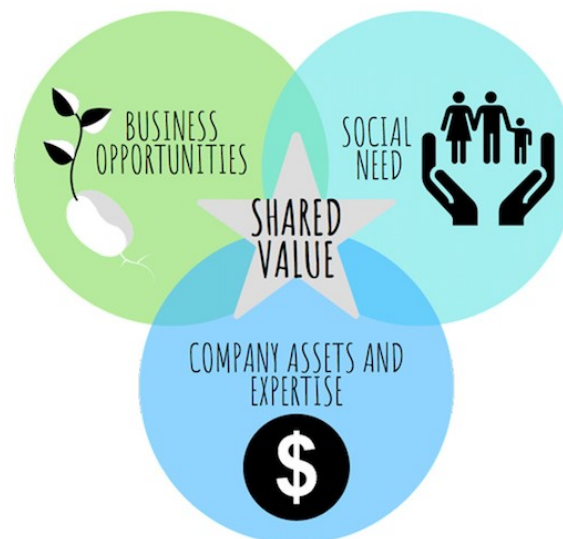 BUSINESS
OPPORTUNITIES
SOCIAL
NEED
SHARED
VALUE
COMPANY ASSETS AND
EXPERTISE
$